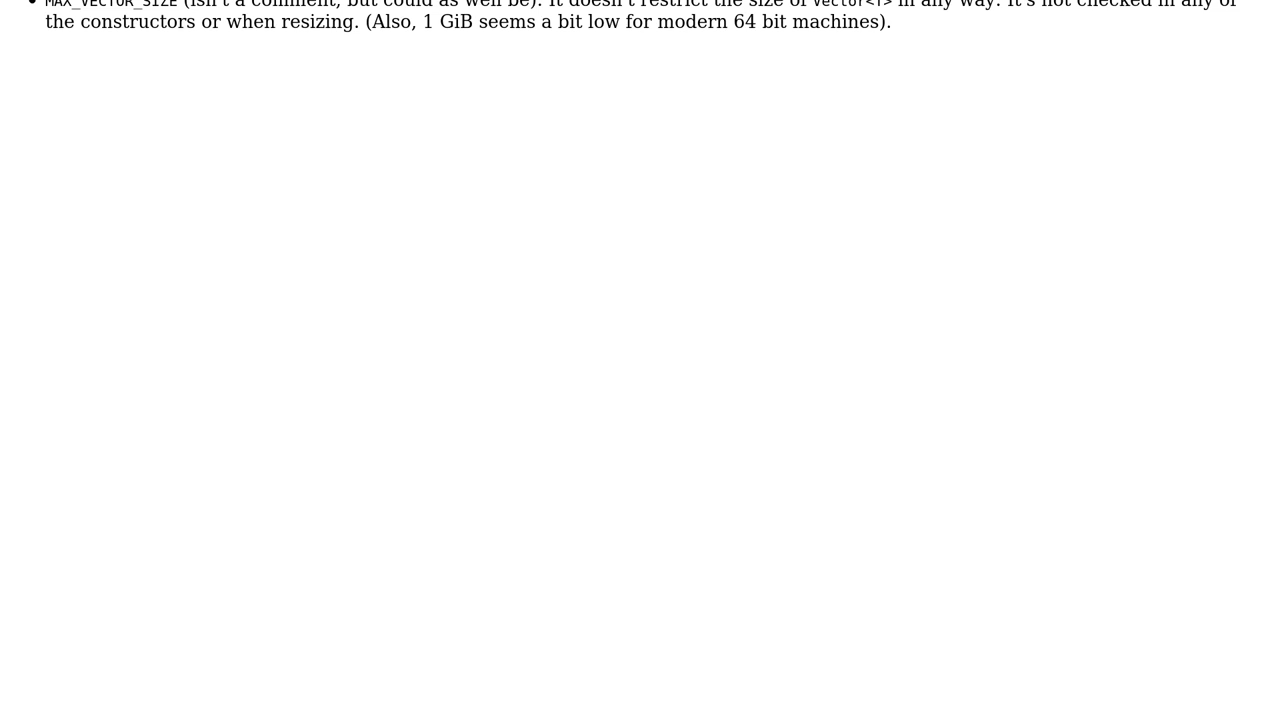 • MAX_VECTOR_SIZE (isn't a comment, but could as well be). It doesn't restrict the size of Vector<T> in any way. It's not checked in any of
the constructors or when resizing. (Also, 1 GiB seems a bit low for modern 64 bit machines).